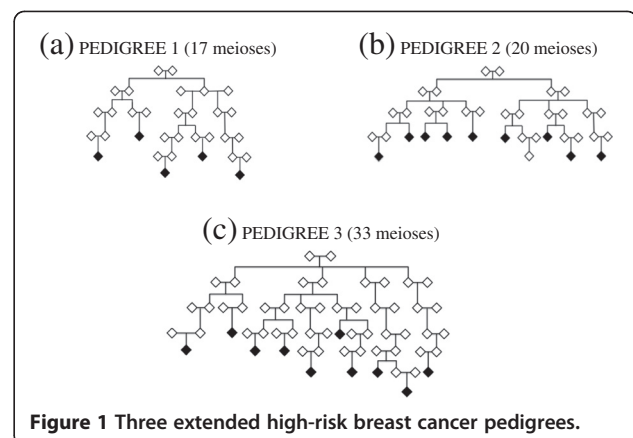 (a) PEDIGREE 1 (17 meioses)
(b) PEDIGREE 2 (20 meioses)
(c) PEDIGREE 3 (33 meioses)
Figure 1 Three extended high-risk breast cancer pedigrees.